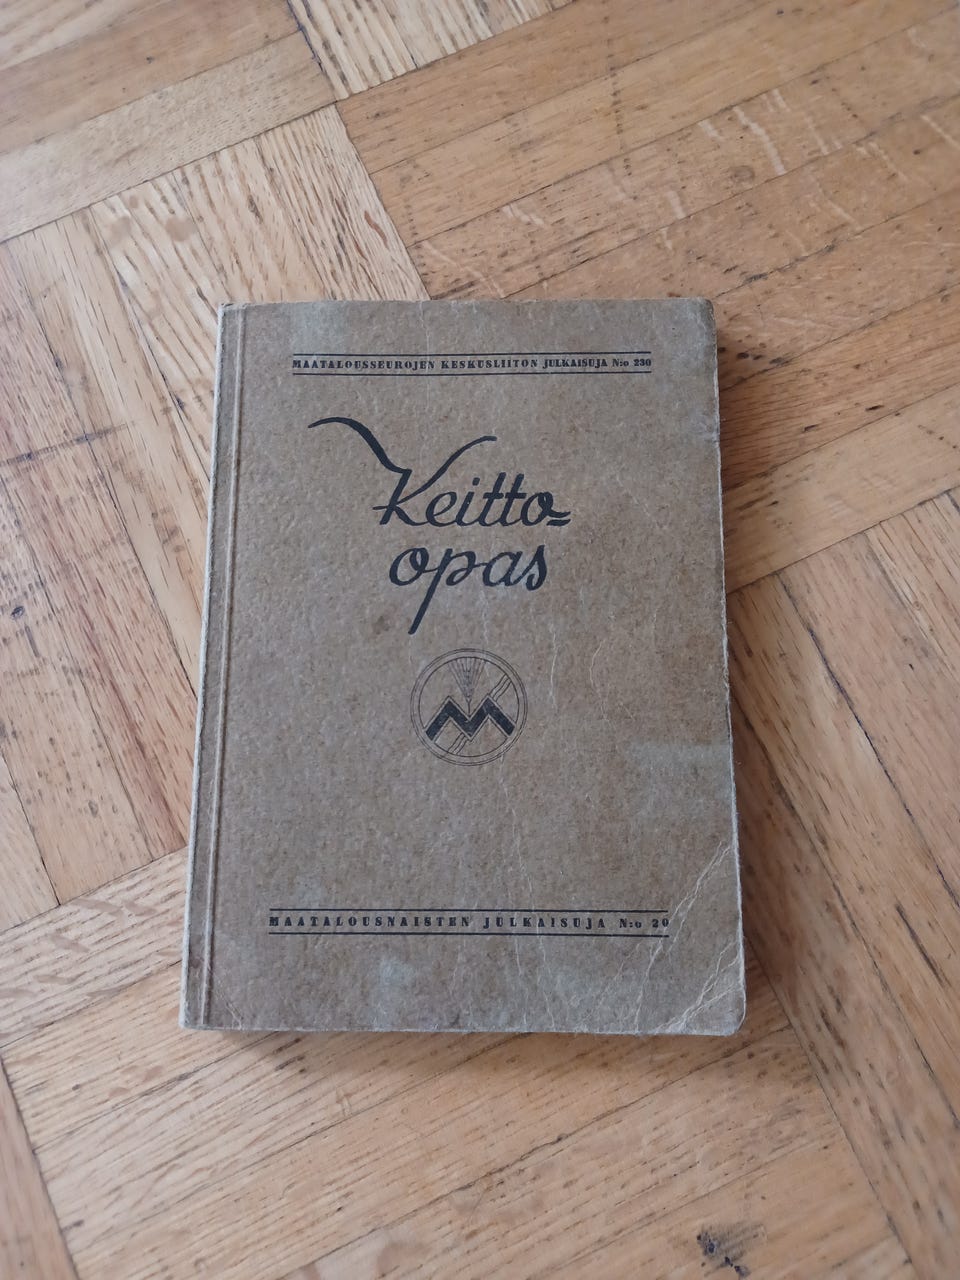 MAATALOUSSEUROJEN KESKUSLIITON JULKAISUJA N:o 230
Keitto=
opas
M
MAATALOUSNAISTEN JULKAISUJA N:o 20